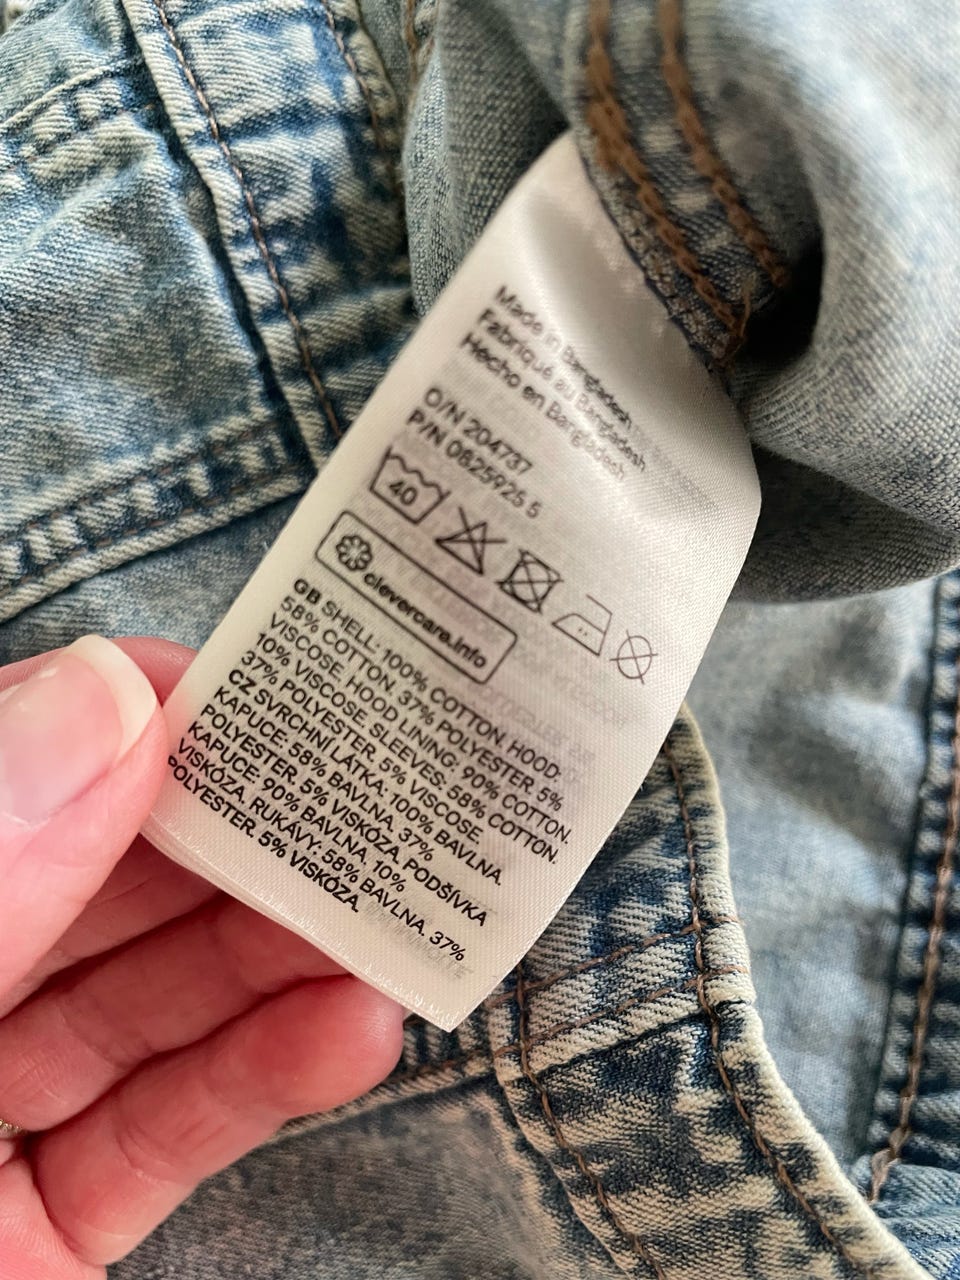 Made in Bangladesh
Fabriqué au Bangladesh
Hecho en Bangladesh
O/N 204737
P/N 0825925 5
40
clevercare.info
GB SHELL: 100% COTTON. HOOD:
58% COTTON. 37% POLYESTER. 5%
VISCOSE. HOOD LINING: 90% COTTON.
10% VISCOSE. SLEEVES: 58% COTTON.
37% POLYESTER. 5% VISCOSE.
CZ SVRCHNÍ LÁTKA: 100% BAVLNA.
KAPUCE: 58% BAVLNA. 37%
POLYESTER. 5% VISKÓZA. PODŠÍVKA
KAPUCE: 90% BAVLNA. 10%
VISKÓZA. RUKÁVY: 58% BAVLNA. 37%
POLYESTER. 5% VISKÓZA.